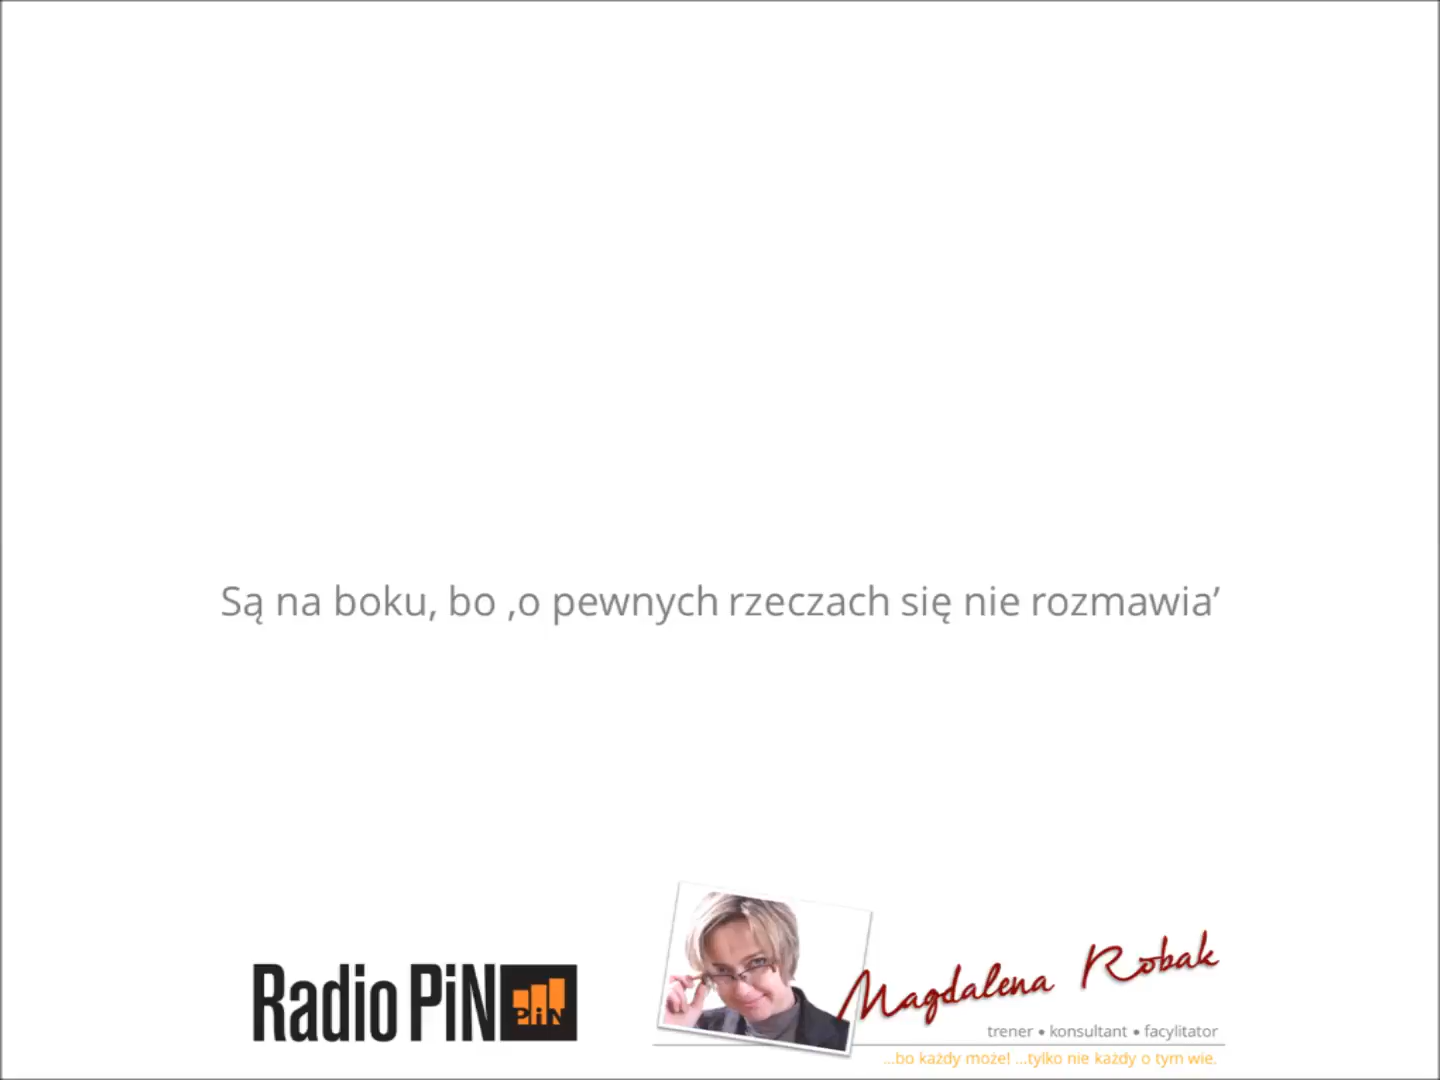 Są na boku, bo ‚o pewnych rzeczach się nie rozmawia’
Radio PiN PiN
Magdalena Robak
trener • konsultant • facylitator
...bo każdy może! ...tylko nie każdy o tym wie.